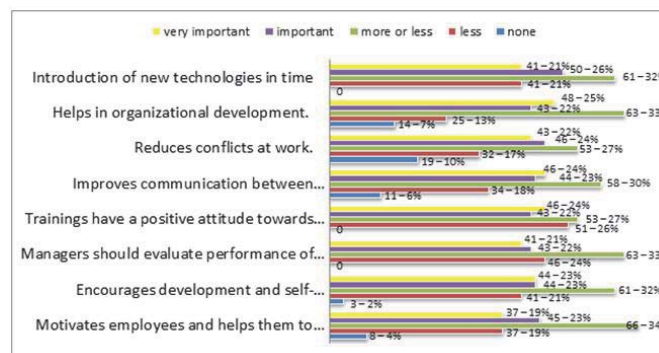 very important important more or less less none
Introduction of new technologies in time
41 – 21%
50 – 26%
61 – 32%
41 – 21%
0
Helps in organizational development.
48 – 25%
43 – 22%
63 – 33
25 – 13%
14 – 7%
Reduces conflicts at work.
43 – 22%
46 – 24%
53 – 27%
32 – 17%
19 – 10%
Improves communication between...
46 – 24%
44 – 23%
58 – 30%
34 – 18%
11 – 6%
Trainings have a positive attitude towards...
46 – 24%
43 – 22%
53 – 27%
51 – 26%
0
Managers should evaluate performance of...
41 – 21%
43 – 22%
63 – 33
46 – 24%
0
Encourages development and self-...
44 – 23%
44 – 23%
61 – 32%
41 – 21%
3 – 2%
Motivates employees and helps them to...
37 – 19%
45 – 23%
66 – 34
37 – 19%
8 – 4%